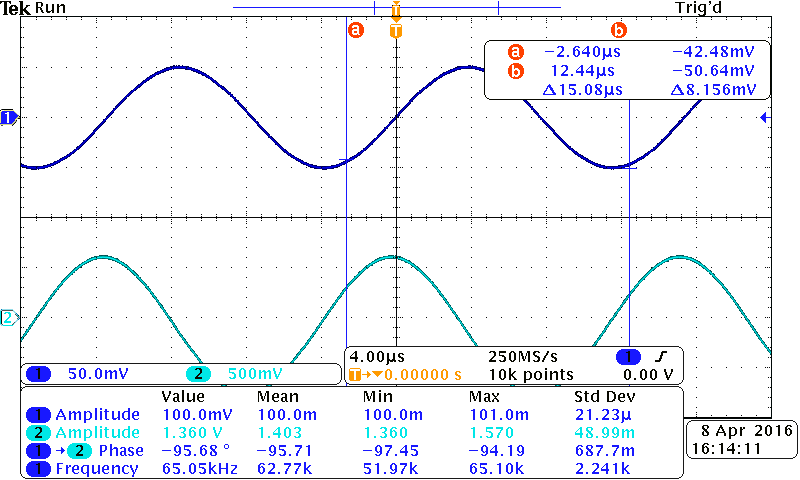 Tek Run T Trig'd
a T b
a −2.640µs −42.48mV
b 12.44µs −50.64mV
Δ15.08µs Δ8.156mV
1
2
1 50.0mV 2 500mV
4.00µs 250MS/s 1
T→▼0.00000 s 10k points 0.00 V
Value Mean Min Max Std Dev
1 Amplitude 100.0mV 100.0m 100.0m 101.0m 21.23µ
2 Amplitude 1.360 V 1.403 1.360 1.570 48.99m
1 → 2 Phase −95.68 ° −95.71 −97.45 −94.19 687.7m
1 Frequency 65.05kHz 62.77k 51.97k 65.10k 2.241k
8 Apr 2016
16:14:11